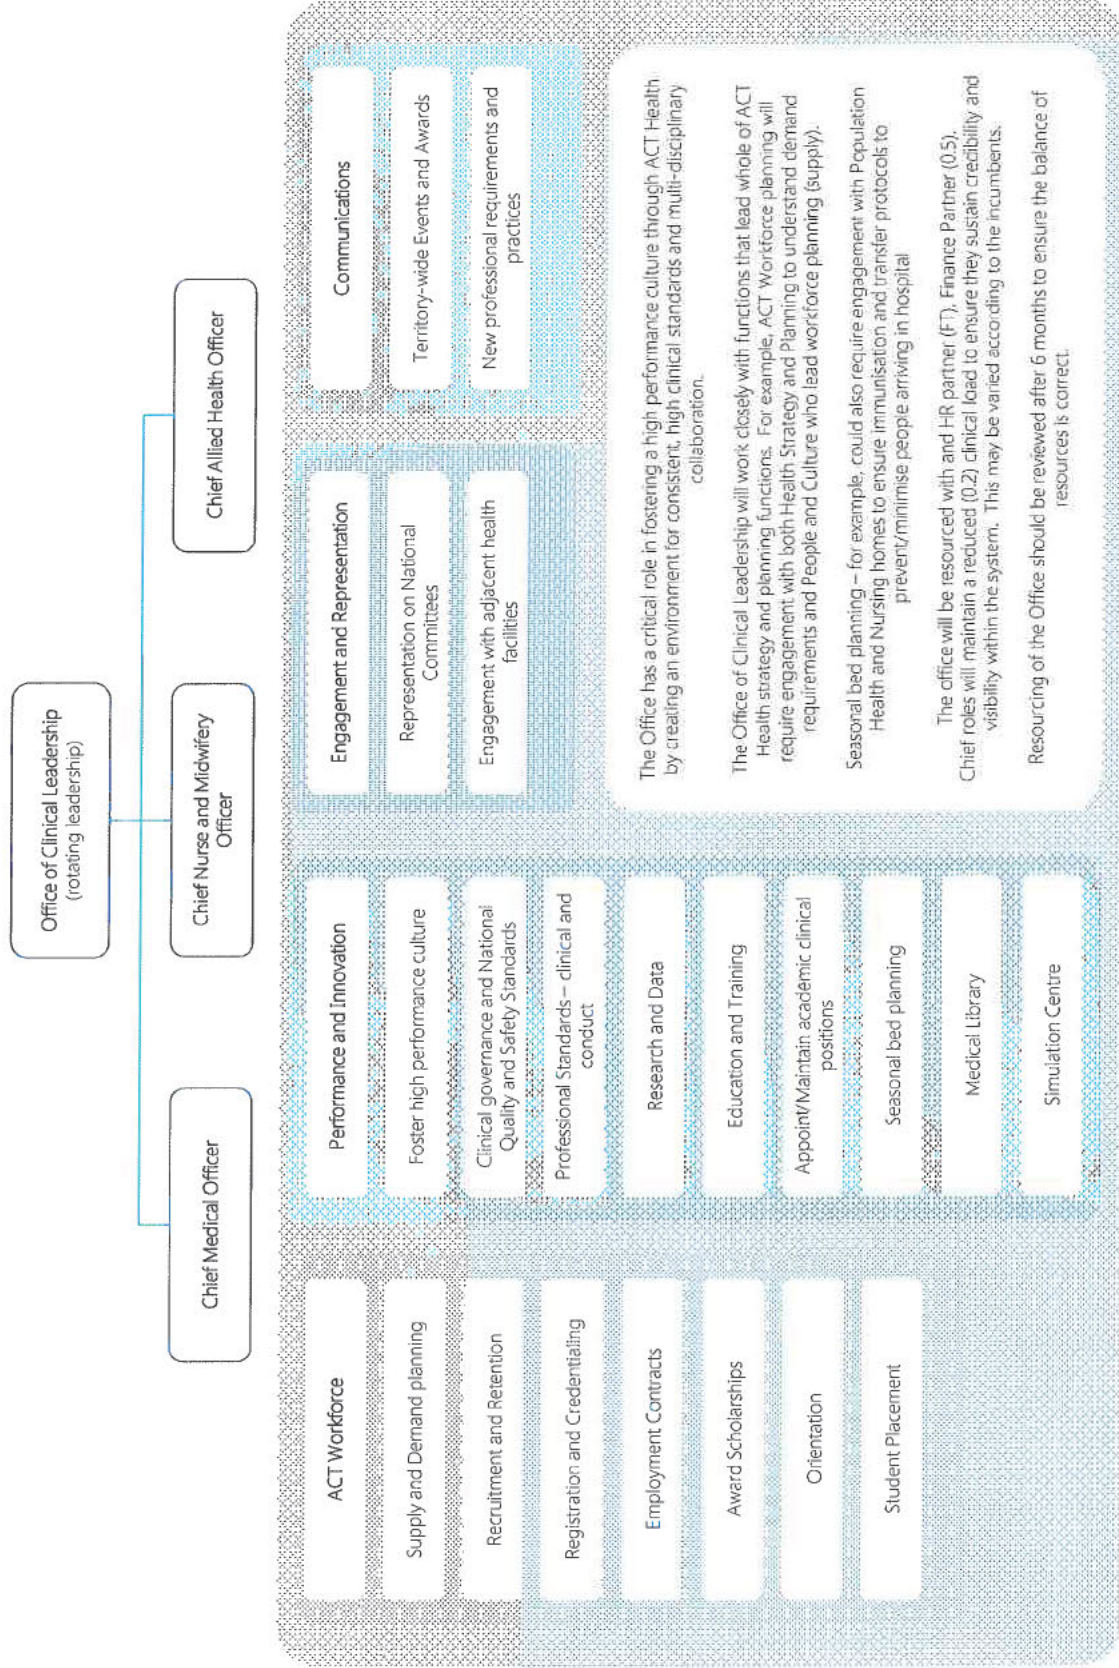 Office of Clinical Leadership
(rotating leadership)
Chief Medical Officer
Chief Nurse and Midwifery
Officer
Chief Allied Health Officer
ACT Workforce
Supply and Demand planning
Recruitment and Retention
Registration and Credentialing
Employment Contracts
Award Scholarships
Orientation
Student Placement
Performance and Innovation
Foster high performance culture
Clinical governance and National
Quality and Safety Standards
Professional Standards – clinical and
conduct
Research and Data
Education and Training
Appoint/Maintain academic clinical
positions
Seasonal bed planning
Medical Library
Simulation Centre
Engagement and Representation
Representation on National
Committees
Engagement with adjacent health
facilities
Communications
Territory-wide Events and Awards
New professional requirements and
practices
The Office has a critical role in fostering a high performance culture through ACT Health
by creating an environment for consistent, high clinical standards and multi-disciplinary
collaboration.
The Office of Clinical Leadership will work closely with functions that lead whole of ACT
Health strategy and planning functions. For example, ACT Workforce planning will
require engagement with both Health Strategy and Planning to understand demand
requirements and People and Culture who lead workforce planning (supply).
Seasonal bed planning – for example, could also require engagement with Population
Health and Nursing homes to ensure immunisation and transfer protocols to
prevent/minimise people arriving in hospital
The office will be resourced with and HR partner (FT), Finance Partner (0.5),
Chief roles will maintain a reduced (0.2) clinical load to ensure they sustain credibility and
visibility within the system. This may be varied according to the incumbents.
Resourcing of the Office should be reviewed after 6 months to ensure the balance of
resources is correct.